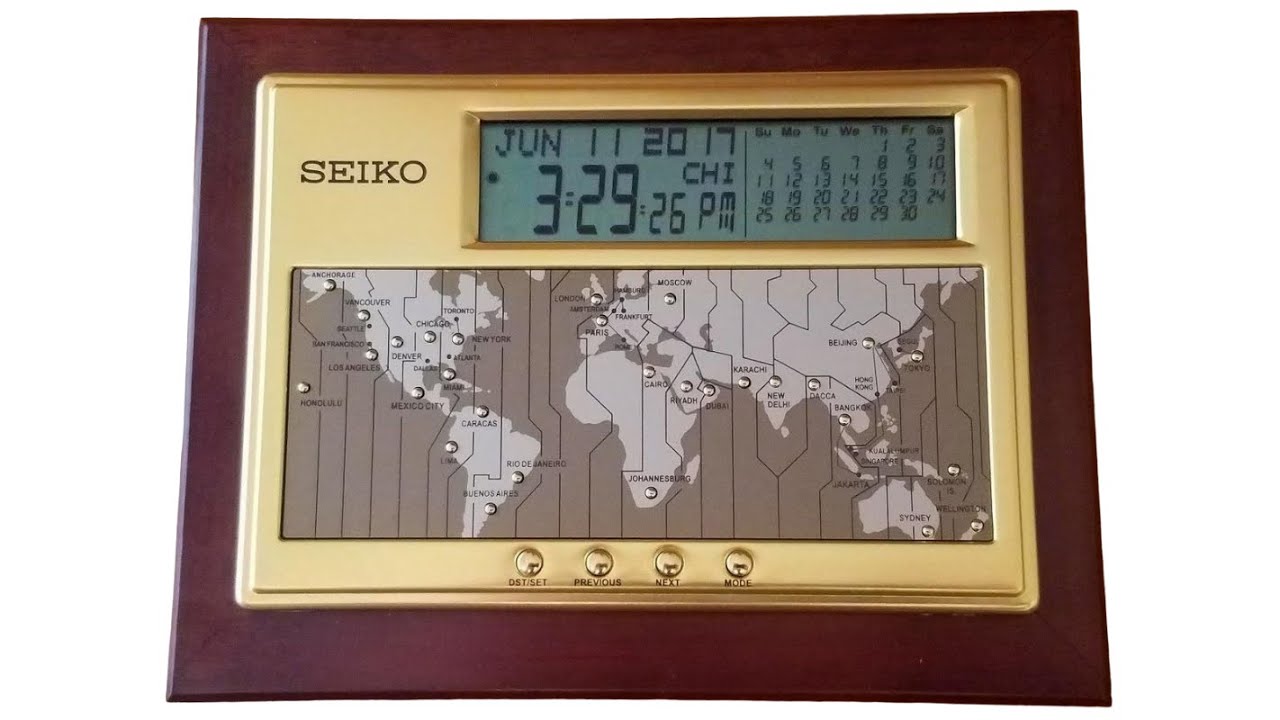 SEIKO
JUN 11 2017
CHI
3:29:26 PM
Su Mo Tu We Th Fr Sa
1 2 3
4 5 6 7 8 9 10
11 12 13 14 15 16 17
18 19 20 21 22 23 24
25 26 27 28 29 30
ANCHORAGE
VANCOUVER
SEATTLE
SAN FRANCISCO
LOS ANGELES
HONOLULU
DENVER
CHICAGO
TORONTO
NEW YORK
DALLAS
ATLANTA
MIAMI
MEXICO CITY
CARACAS
LIMA
RIO DE JANEIRO
BUENOS AIRES
LONDON
HAMBURG
AMSTERDAM
FRANKFURT
PARIS
ROME
MOSCOW
CAIRO
RIYADH
DUBAI
JOHANNESBURG
KARACHI
NEW
DELHI
DACCA
BEIJING
SEOUL
TOKYO
HONG
KONG
BANGKOK
KUALALUMPUR
SINGAPORE
JAKARTA
SOLOMON
IS.
SYDNEY
WELLINGTON
DST/SET PREVIOUS NEXT MODE